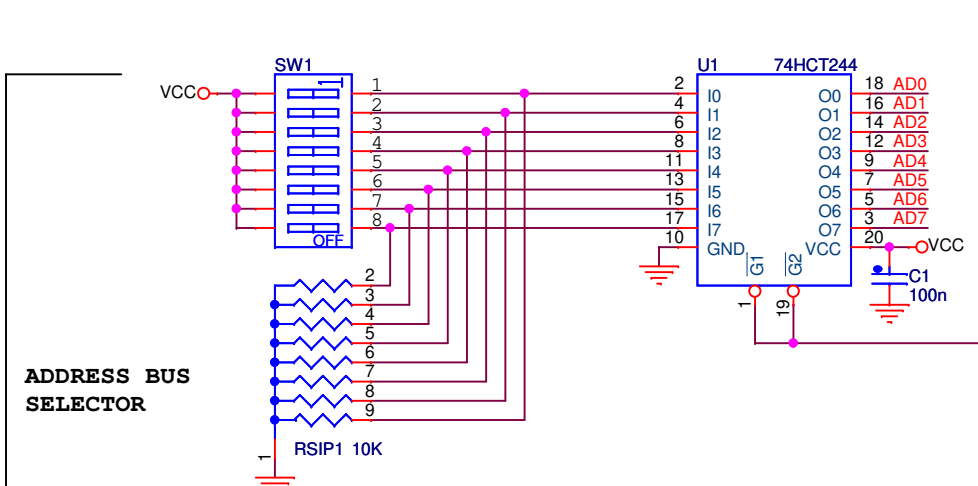 SW1
U1 74HCT244
VCC 1 1 2 I0 O0 18 AD0
2 4 I1 O1 16 AD1
3 6 I2 O2 14 AD2
4 8 I3 O3 12 AD3
5 11 I4 O4 9 AD4
6 13 I5 O5 7 AD5
7 15 I6 O6 5 AD6
8 17 I7 O7 3 AD7
OFF 10 GND VCC 20 VCC
G1 G2
1 19
C1
100n
2
3
4
5
6
7
8
9
ADDRESS BUS
SELECTOR
RSIP1 10K
1